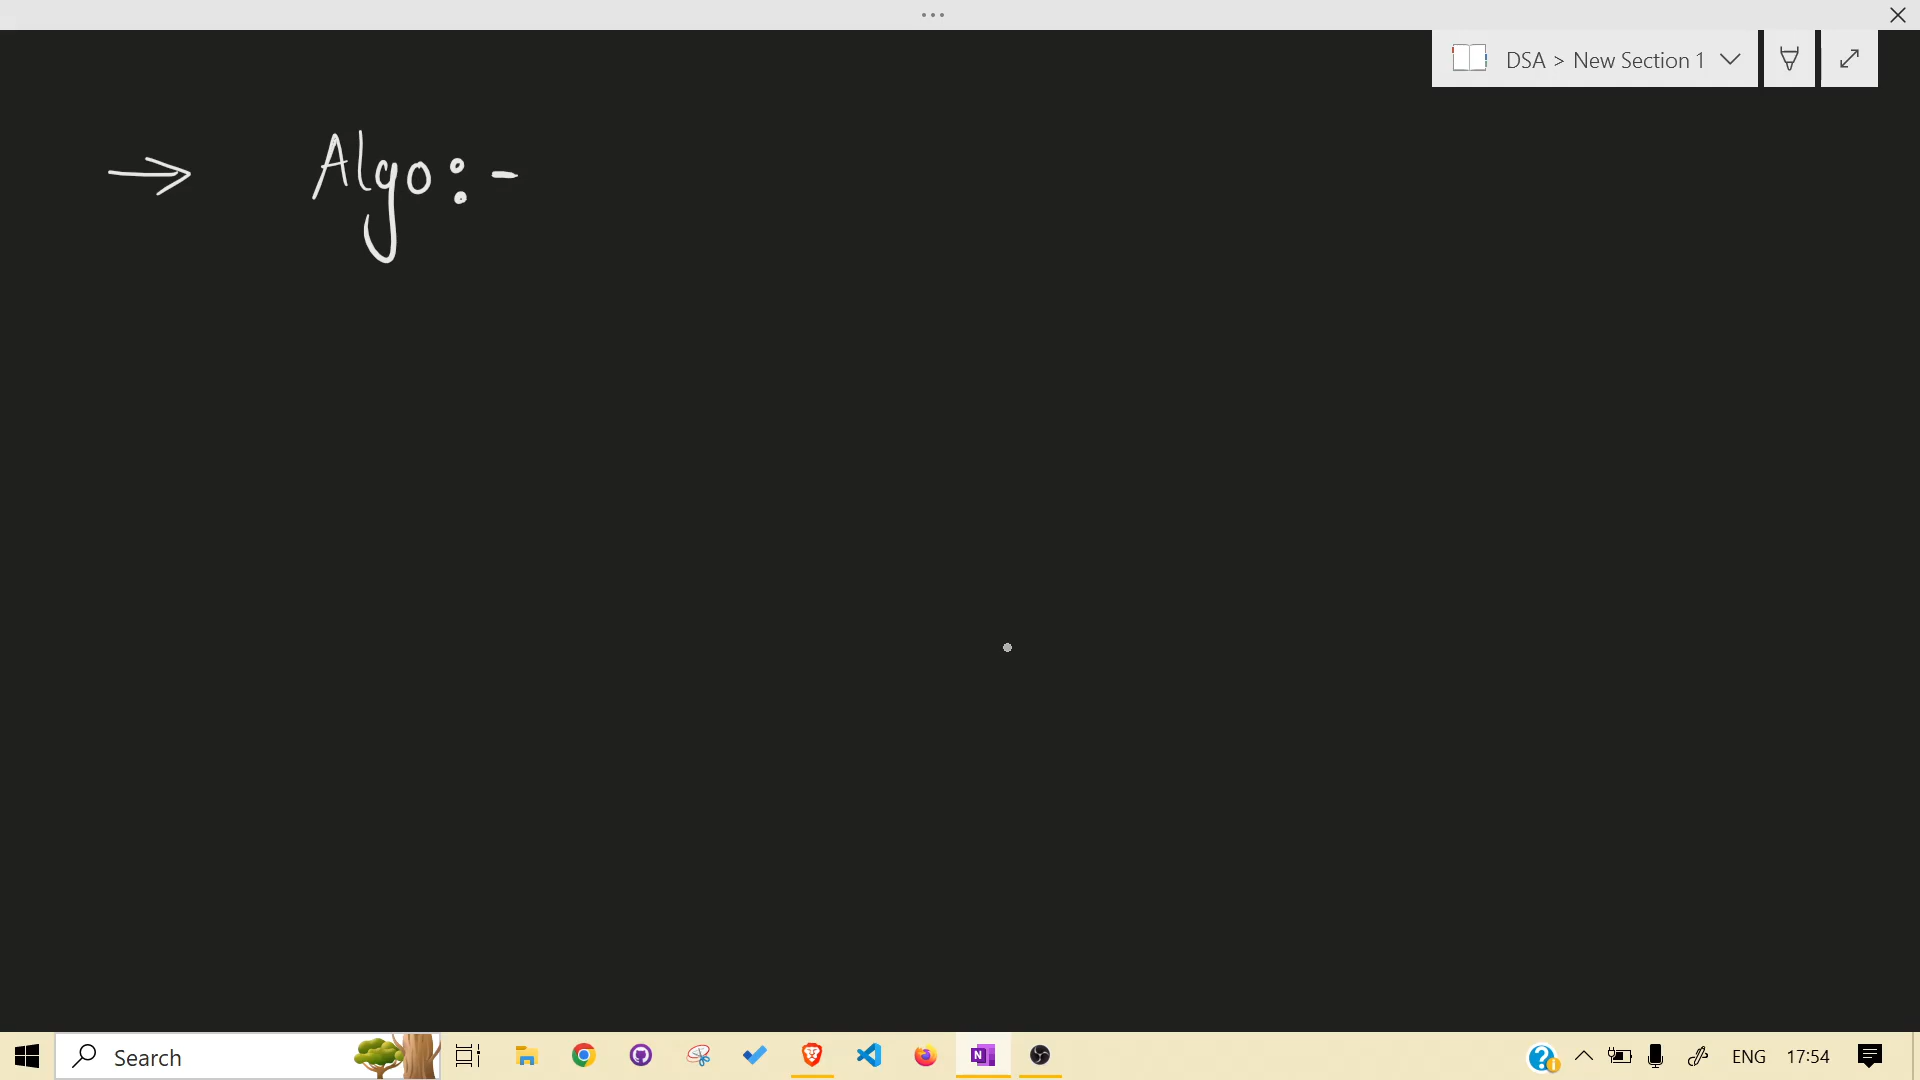 DSA > New Section 1
→ Algo:-
Search
ENG 17:54